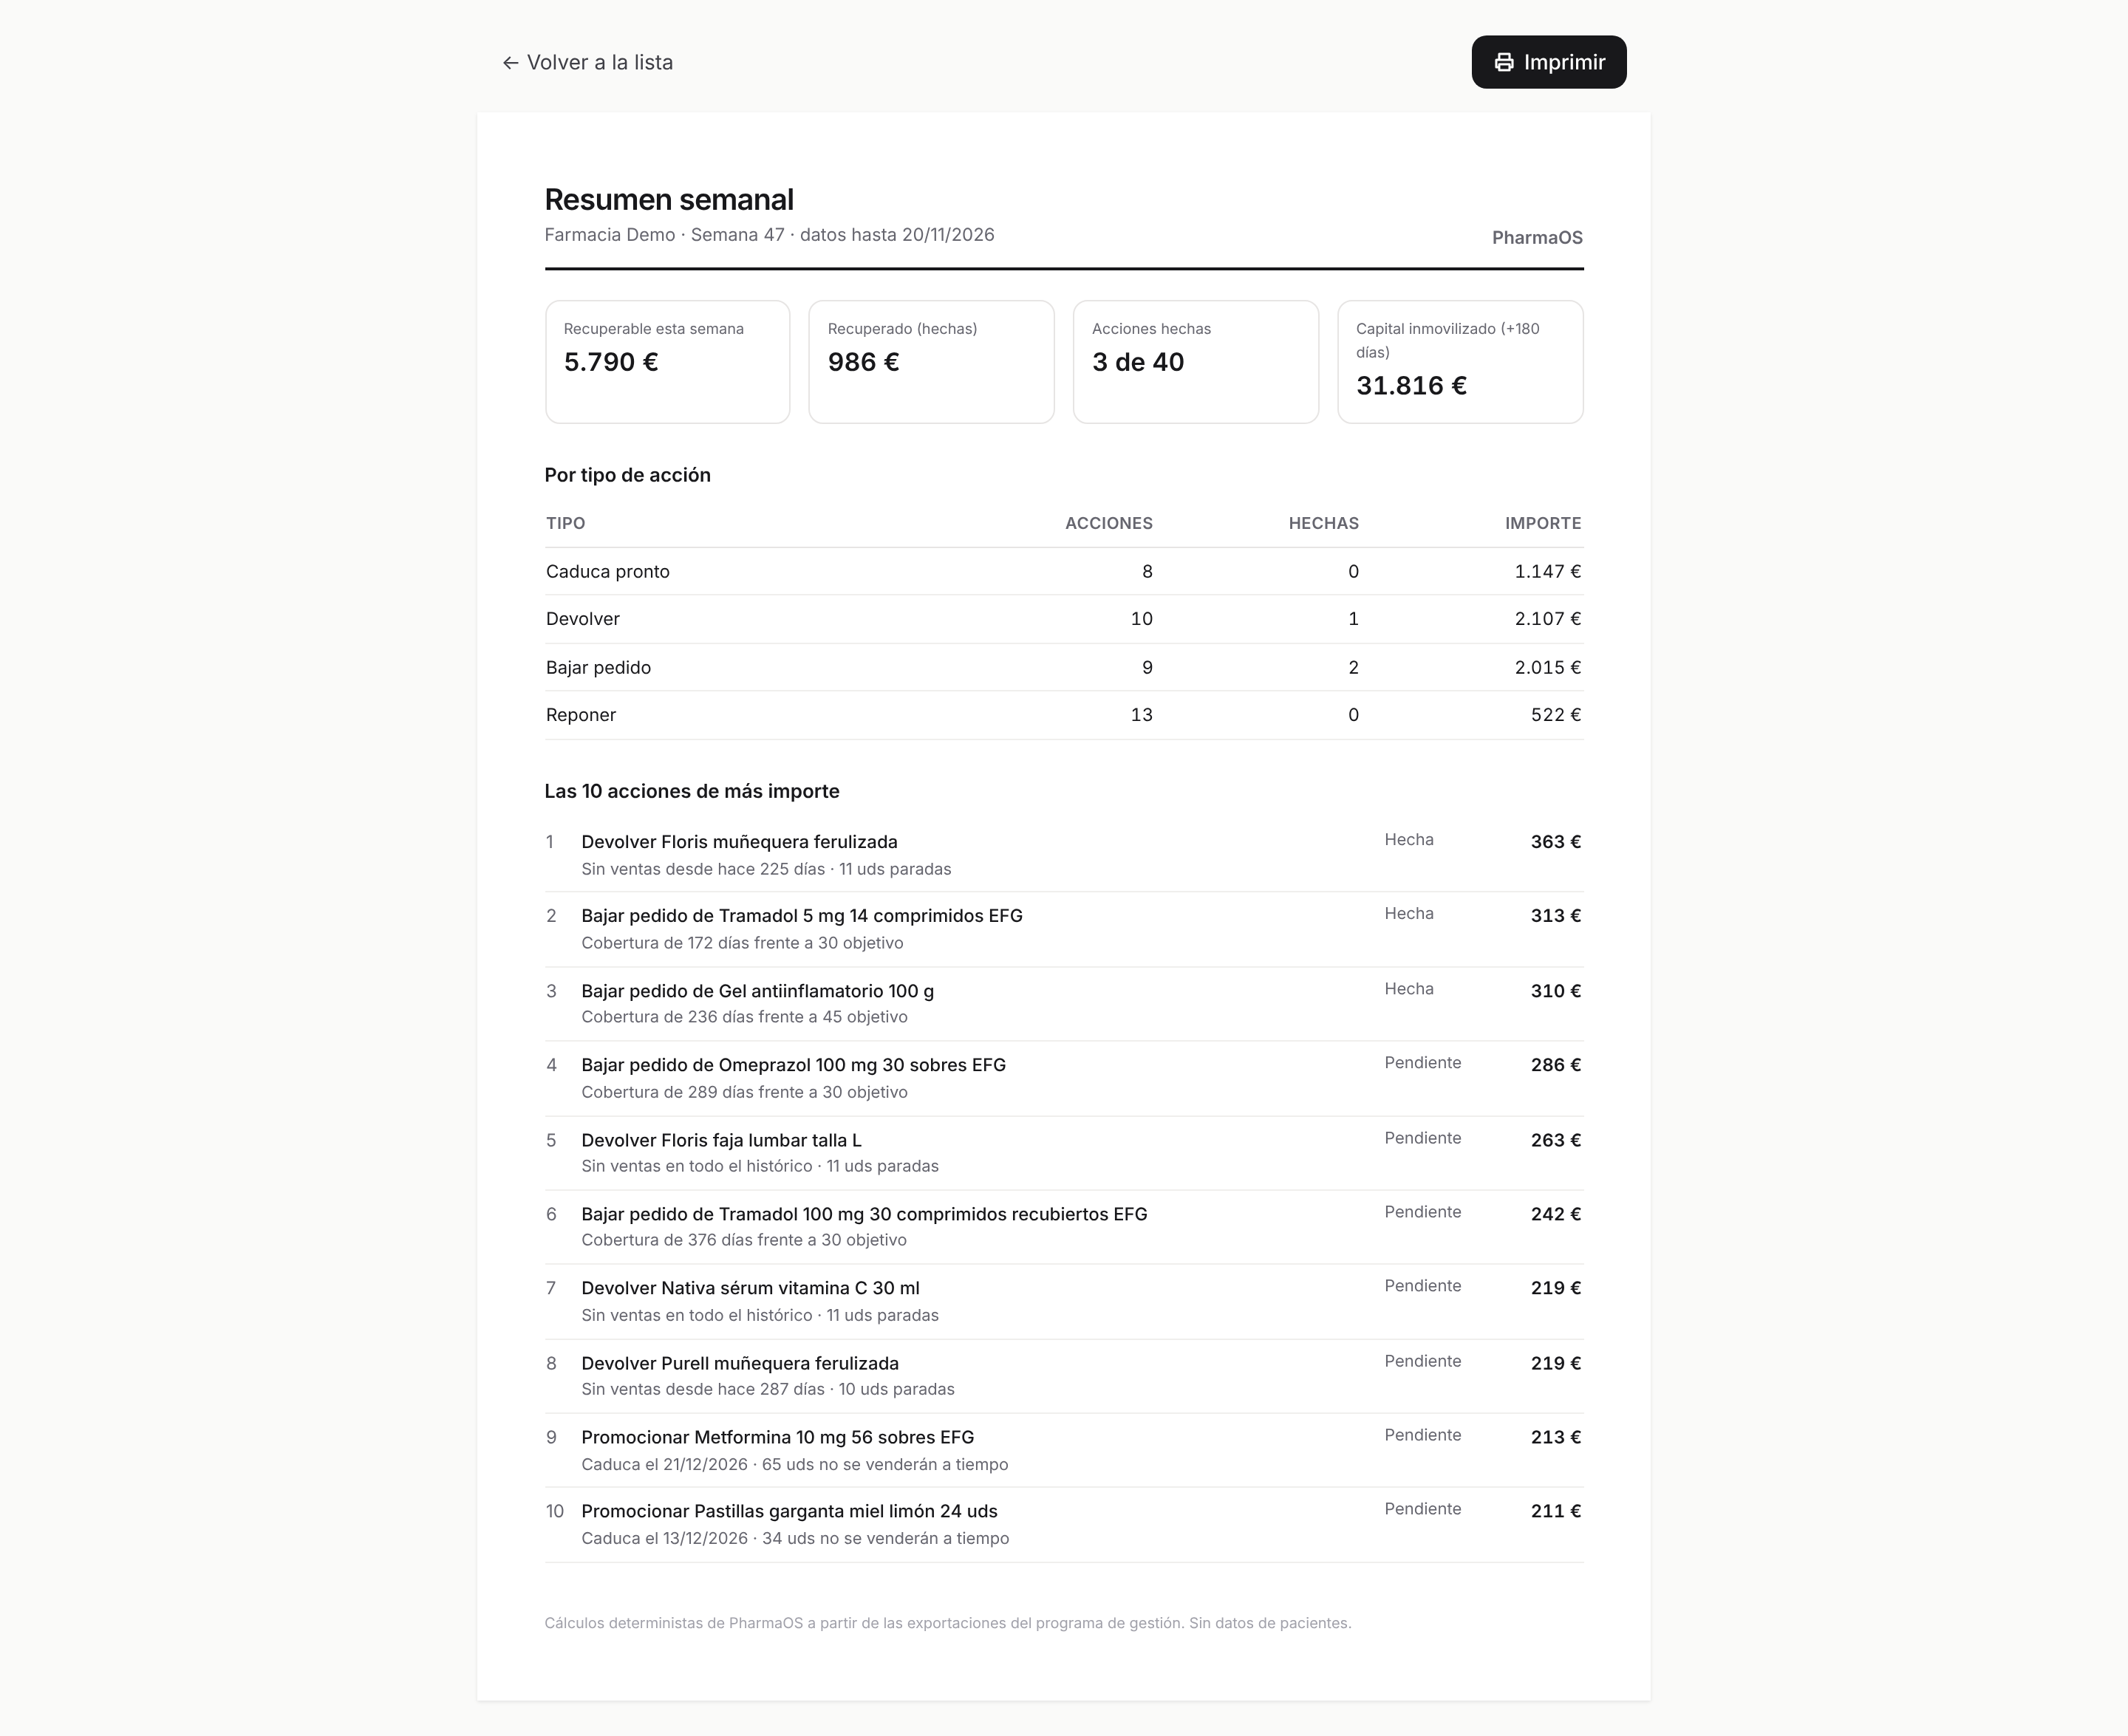 ← Volver a la lista
Imprimir
Resumen semanal
Farmacia Demo · Semana 47 · datos hasta 20/11/2026
PharmaOS
Recuperable esta semana
5.790 €
Recuperado (hechas)
986 €
Acciones hechas
3 de 40
Capital inmovilizado (+180
días)
31.816 €
Por tipo de acción
TIPO ACCIONES HECHAS IMPORTE
Caduca pronto 8 0 1.147 €
Devolver 10 1 2.107 €
Bajar pedido 9 2 2.015 €
Reponer 13 0 522 €
Las 10 acciones de más importe
1 Devolver Floris muñequera ferulizada Hecha 363 €
Sin ventas desde hace 225 días · 11 uds paradas
2 Bajar pedido de Tramadol 5 mg 14 comprimidos EFG Hecha 313 €
Cobertura de 172 días frente a 30 objetivo
3 Bajar pedido de Gel antiinflamatorio 100 g Hecha 310 €
Cobertura de 236 días frente a 45 objetivo
4 Bajar pedido de Omeprazol 100 mg 30 sobres EFG Pendiente 286 €
Cobertura de 289 días frente a 30 objetivo
5 Devolver Floris faja lumbar talla L Pendiente 263 €
Sin ventas en todo el histórico · 11 uds paradas
6 Bajar pedido de Tramadol 100 mg 30 comprimidos recubiertos EFG Pendiente 242 €
Cobertura de 376 días frente a 30 objetivo
7 Devolver Nativa sérum vitamina C 30 ml Pendiente 219 €
Sin ventas en todo el histórico · 11 uds paradas
8 Devolver Purell muñequera ferulizada Pendiente 219 €
Sin ventas desde hace 287 días · 10 uds paradas
9 Promocionar Metformina 10 mg 56 sobres EFG Pendiente 213 €
Caduca el 21/12/2026 · 65 uds no se venderán a tiempo
10 Promocionar Pastillas garganta miel limón 24 uds Pendiente 211 €
Caduca el 13/12/2026 · 34 uds no se venderán a tiempo
Cálculos deterministas de PharmaOS a partir de las exportaciones del programa de gestión. Sin datos de pacientes.